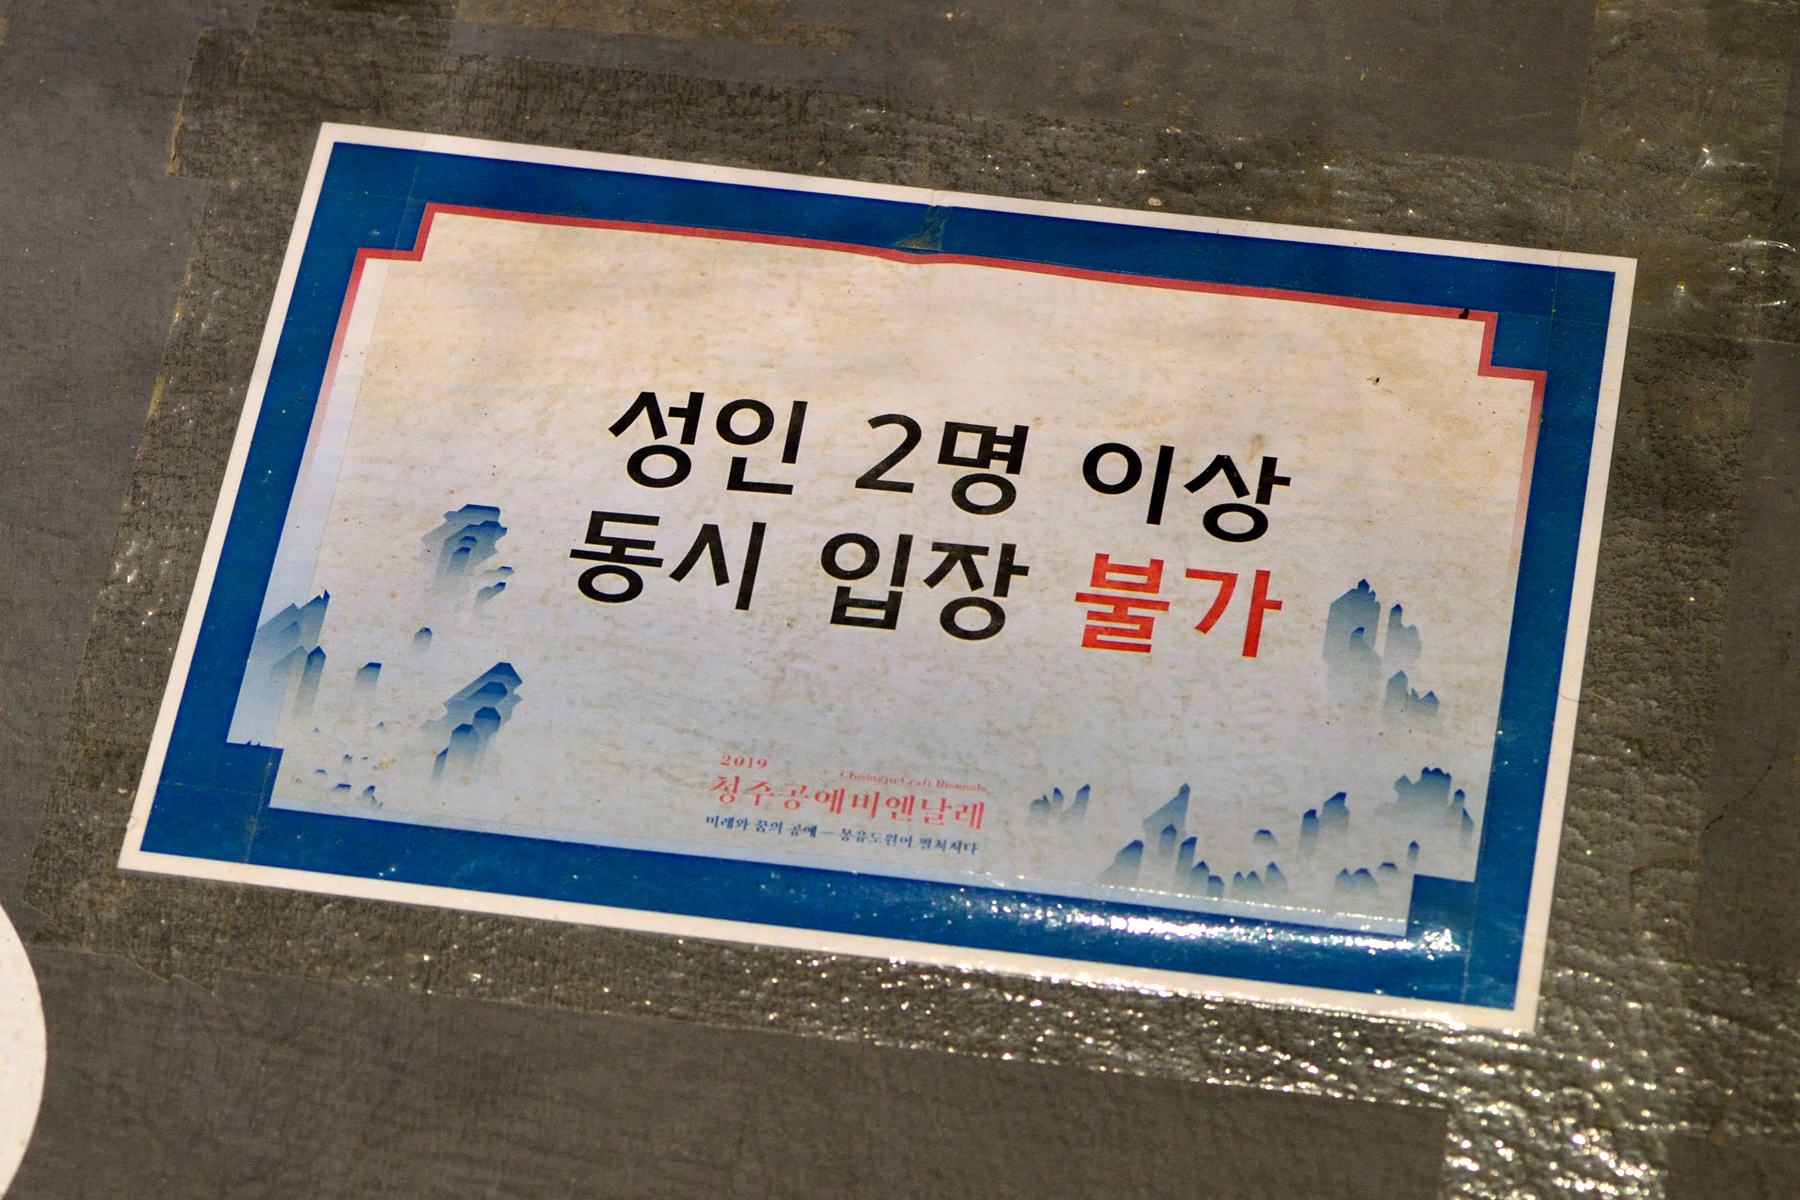 성인 2명 이상
동시 입장 불가
2019
Cheongju Craft Biennale
청주공예비엔날레
미래와 꿈의 공예 – 몽유도원이 펼쳐지다